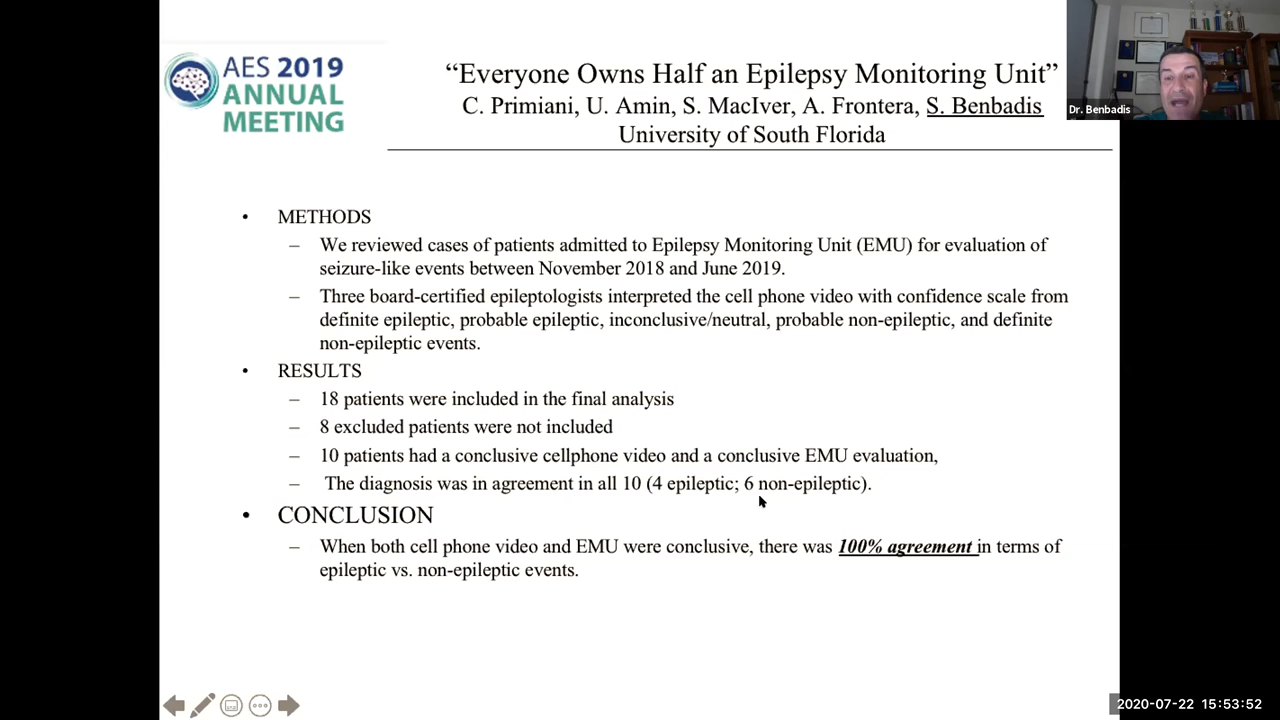 AES 2019
ANNUAL
MEETING
“Everyone Owns Half an Epilepsy Monitoring Unit”
C. Primiani, U. Amin, S. MacIver, A. Frontera, S. Benbadis
University of South Florida
Dr. Benbadis
• METHODS
– We reviewed cases of patients admitted to Epilepsy Monitoring Unit (EMU) for evaluation of
seizure-like events between November 2018 and June 2019.
– Three board-certified epileptologists interpreted the cell phone video with confidence scale from
definite epileptic, probable epileptic, inconclusive/neutral, probable non-epileptic, and definite
non-epileptic events.
• RESULTS
– 18 patients were included in the final analysis
– 8 excluded patients were not included
– 10 patients had a conclusive cellphone video and a conclusive EMU evaluation,
– The diagnosis was in agreement in all 10 (4 epileptic; 6 non-epileptic).
• CONCLUSION
– When both cell phone video and EMU were conclusive, there was 100% agreement in terms of
epileptic vs. non-epileptic events.
2020-07-22 15:53:52